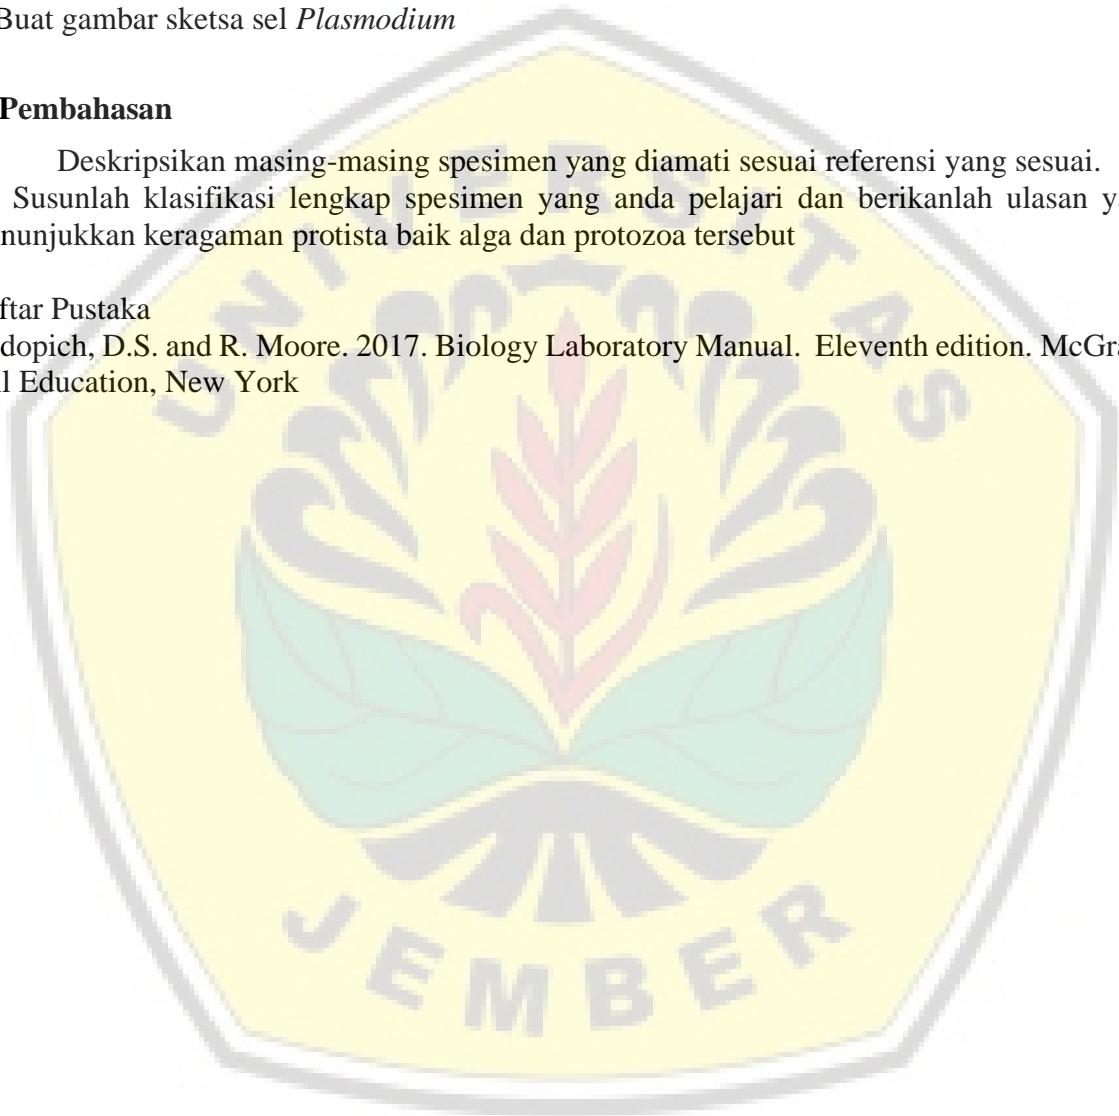 Buat gambar sketsa sel Plasmodium
Pembahasan
Deskripsikan masing-masing spesimen yang diamati sesuai referensi yang sesuai.
Susunlah klasifikasi lengkap spesimen yang anda pelajari dan berikanlah ulasan ya
nunjukkan keragaman protista baik alga dan protozoa tersebut
ftar Pustaka
dopich, D.S. and R. Moore. 2017. Biology Laboratory Manual. Eleventh edition. McGra
ll Education, New York
UNIVERSITAS
JEMBER